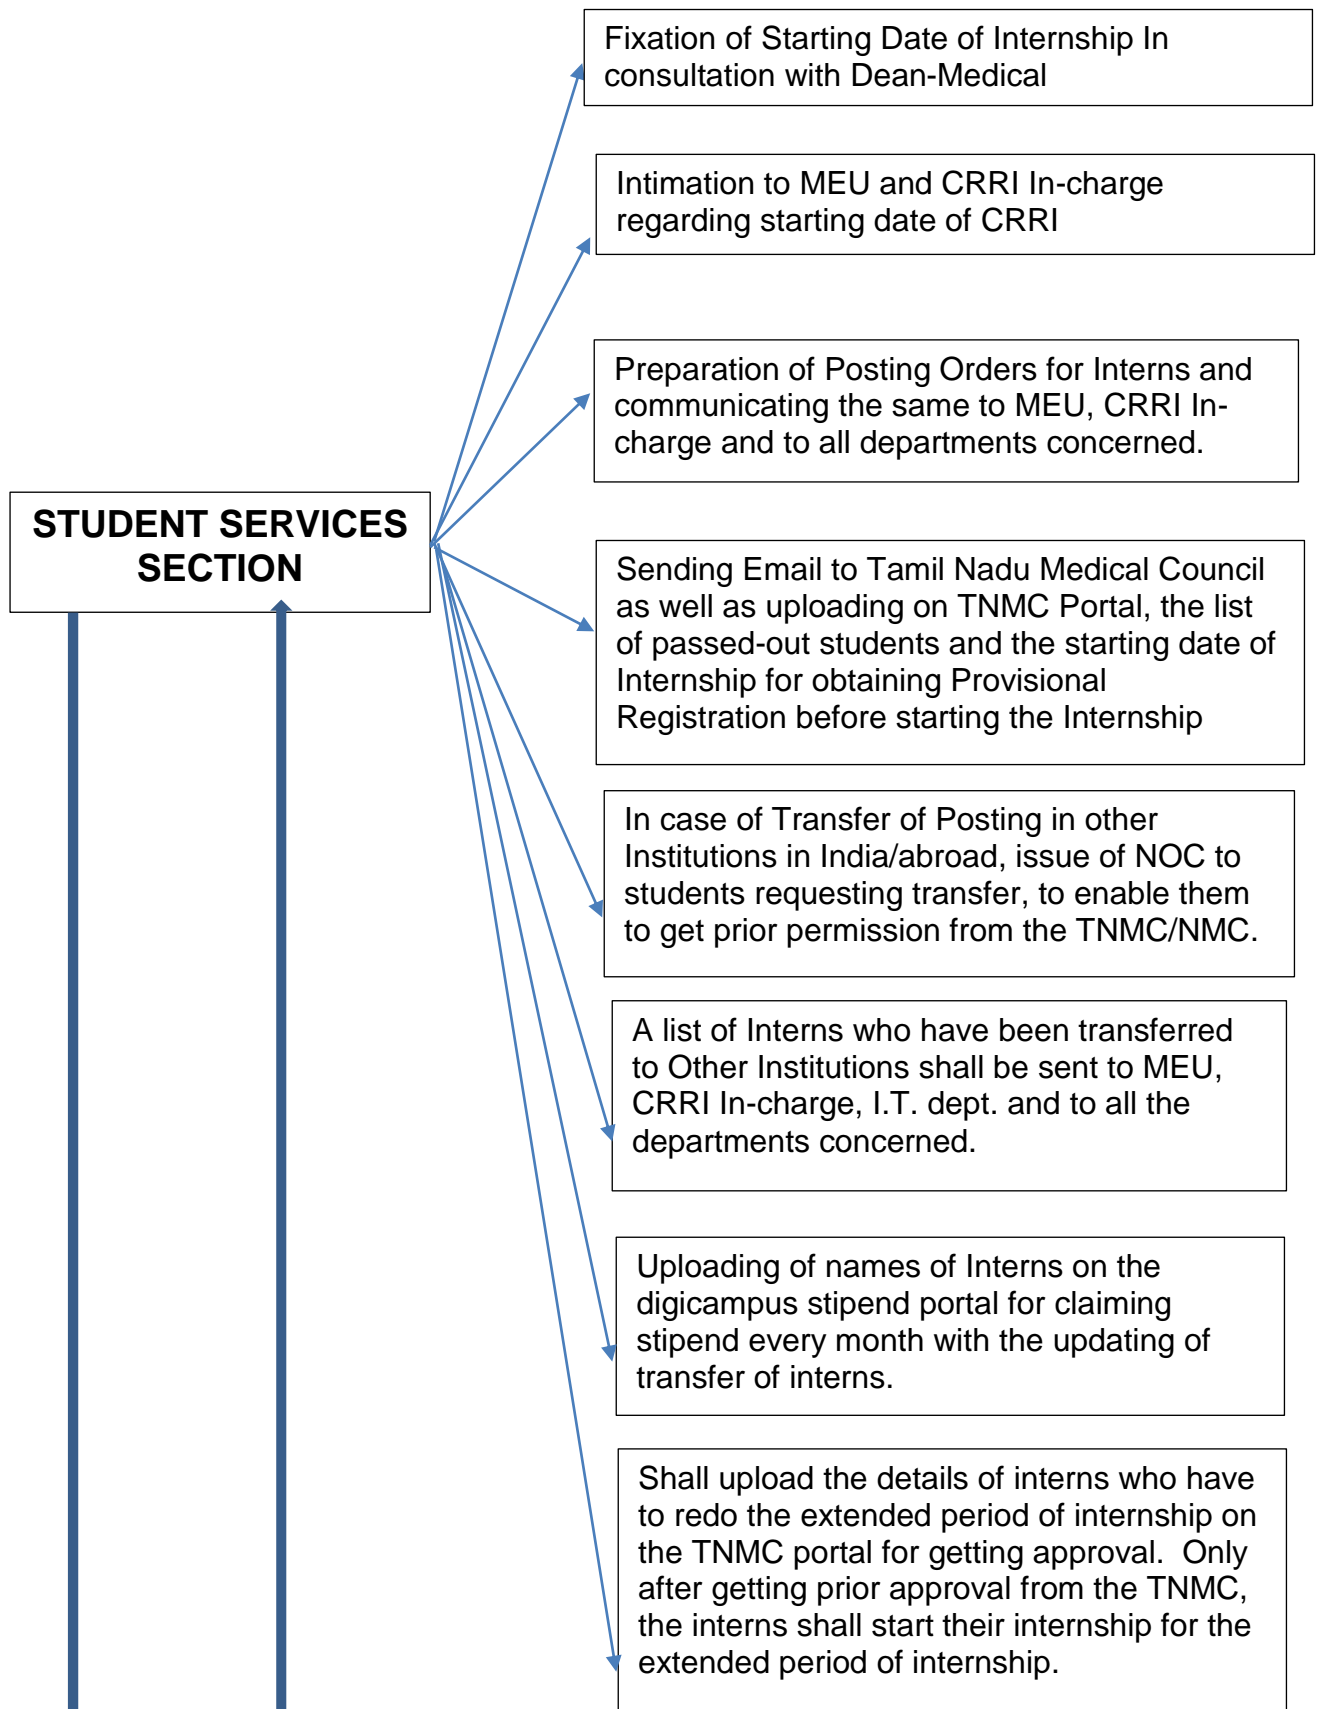 Fixation of Starting Date of Internship In
consultation with Dean-Medical
Intimation to MEU and CRRI In-charge
regarding starting date of CRRI
Preparation of Posting Orders for Interns and
communicating the same to MEU, CRRI In-
charge and to all departments concerned.
STUDENT SERVICES
SECTION
Sending Email to Tamil Nadu Medical Council
as well as uploading on TNMC Portal, the list
of passed-out students and the starting date of
Internship for obtaining Provisional
Registration before starting the Internship
In case of Transfer of Posting in other
Institutions in India/abroad, issue of NOC to
students requesting transfer, to enable them
to get prior permission from the TNMC/NMC.
A list of Interns who have been transferred
to Other Institutions shall be sent to MEU,
CRRI In-charge, I.T. dept. and to all the
departments concerned.
Uploading of names of Interns on the
digicampus stipend portal for claiming
stipend every month with the updating of
transfer of interns.
Shall upload the details of interns who have
to redo the extended period of internship on
the TNMC portal for getting approval.  Only
after getting prior approval from the TNMC,
the interns shall start their internship for the
extended period of internship.